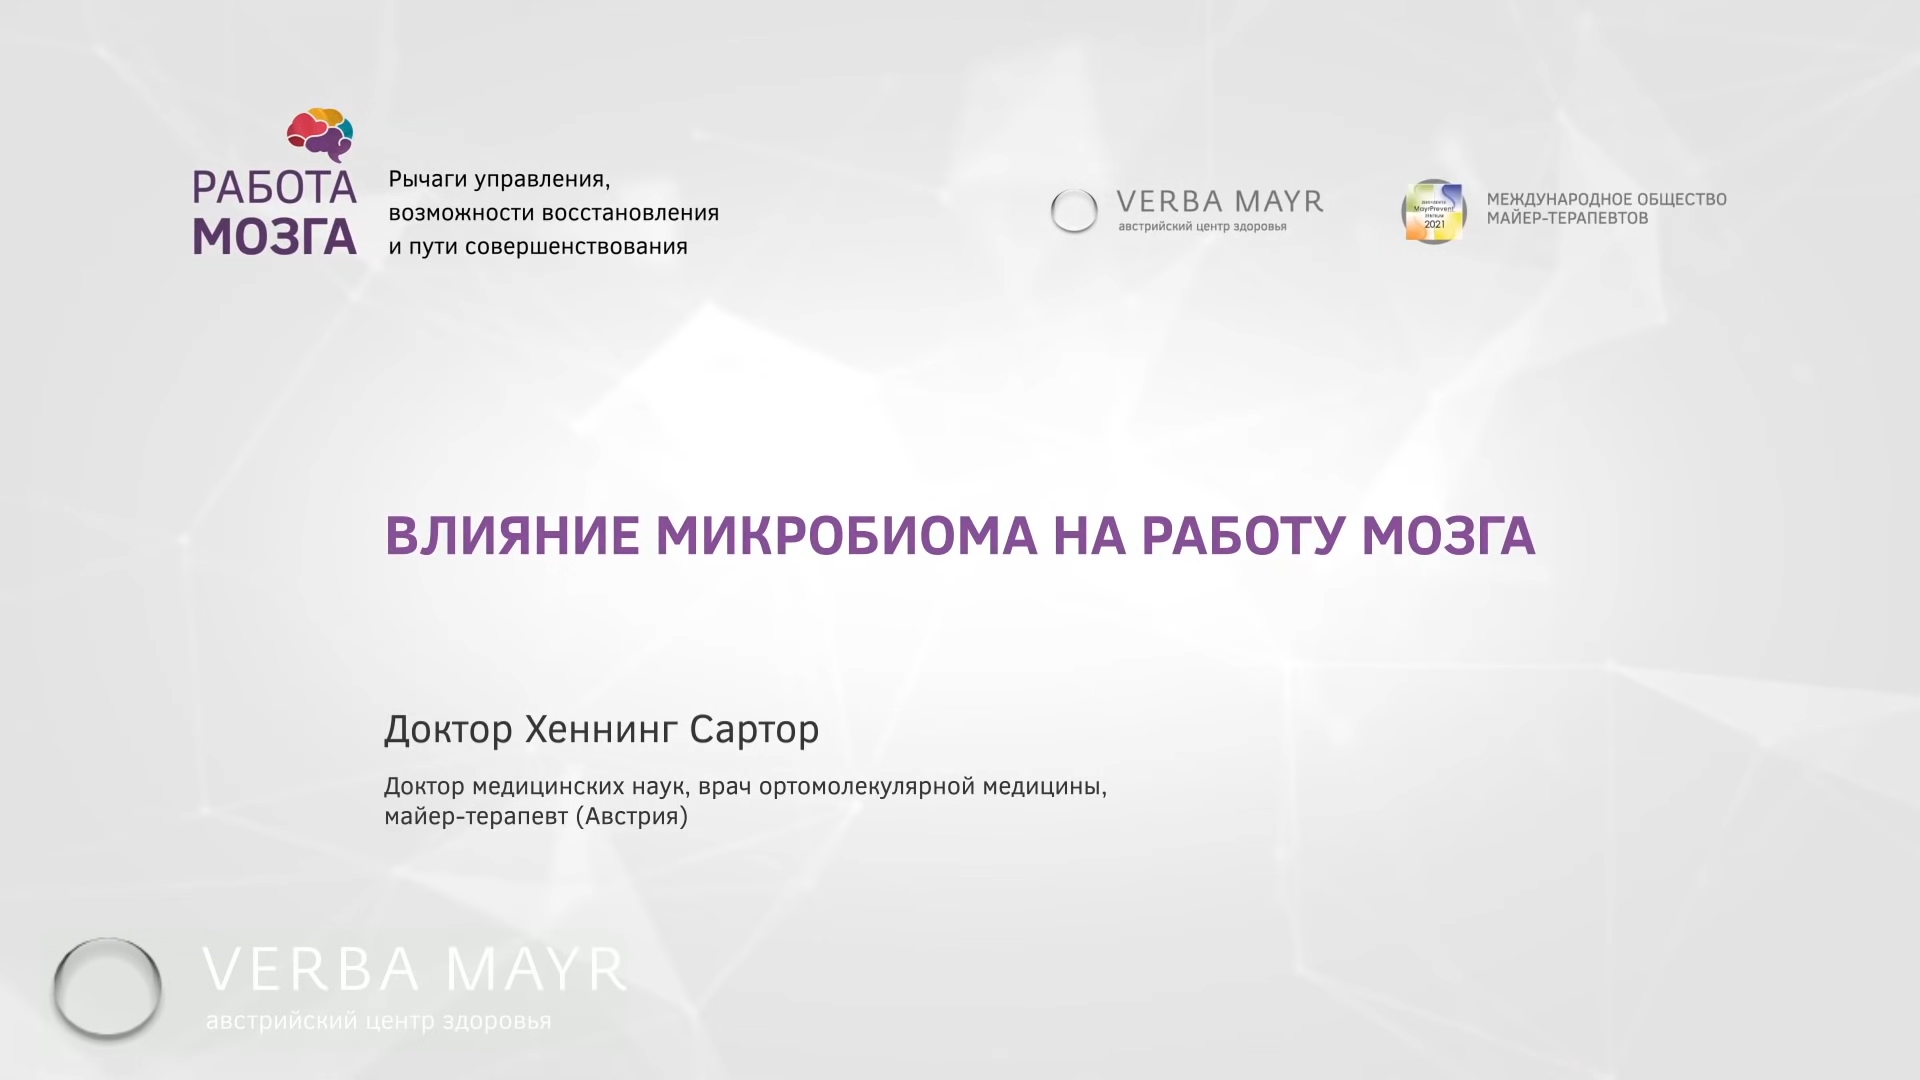 РАБОТА
МОЗГА
Рычаги управления,
возможности восстановления
и пути совершенствования
VERBA MAYR
австрийский центр здоровья
MayrPrevent
ZENTRUM
2021
МЕЖДУНАРОДНОЕ ОБЩЕСТВО
МАЙЕР-ТЕРАПЕВТОВ
ВЛИЯНИЕ МИКРОБИОМА НА РАБОТУ МОЗГА
Доктор Хеннинг Сартор
Доктор медицинских наук, врач ортомолекулярной медицины,
майер-терапевт (Австрия)
VERBA MAYR
австрийский центр здоровья